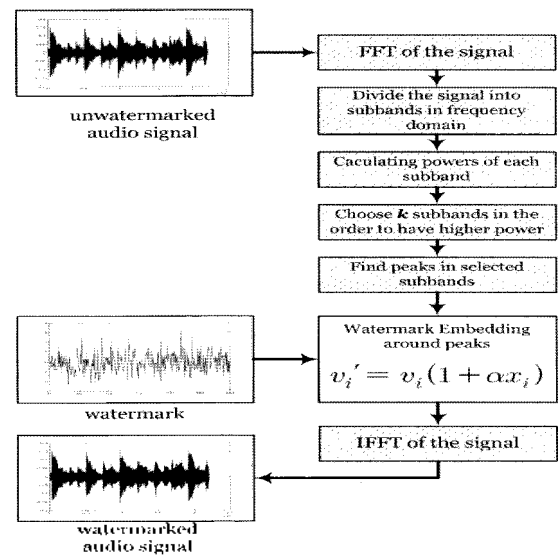 unwatermarked
audio signal
FFT of the signal
Divide the signal into
subbands in frequency
domain
Caculating powers of each
subband
Choose k subbands in the
order to have higher power
Find peaks in selected
subbands
watermark
Watermark Embedding
around peaks
v_i′ = v_i(1 + αx_i)
IFFT of the signal
watermarked
audio signal